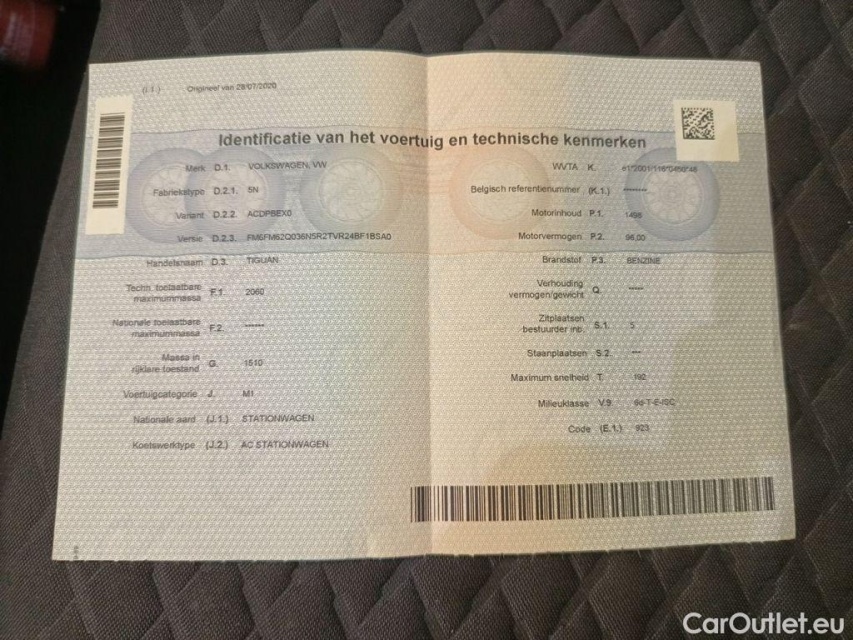 (I.I.) Origineel van 28/07/2020
Identificatie van het voertuig en technische kenmerken
Merk D.1. VOLKSWAGEN, VW
Fabriekstype D.2.1. 5N
Variant D.2.2. ACDPBEX0
Versie D.2.3. FM6FM62Q036NSR2TVR24BF1BSA0
Handelsnaam D.3. TIGUAN
Techn. toelaatbare maximummassa F.1. 2060
Nationale toelaatbare maximummassa F.2. ------
Massa in rijklare toestand G. 1510
Voertuigcategorie J. M1
Nationale aard (J.1.) STATIONWAGEN
Koetswerktype (J.2.) AC STATIONWAGEN
WVTA K.
Belgisch referentienummer (K.1.) --------
Motorinhoud P.1. 1498
Motorvermogen P.2. 96,00
Brandstof P.3. BENZINE
Verhouding vermogen/gewicht Q. -----
Zitplaatsen bestuurder inb. S.1. 5
Staanplaatsen S.2. ---
Maximum snelheid T. 192
Milieuklasse V.9. 6d-T-E-ISC
Code (E.1.) 923
CarOutlet.eu